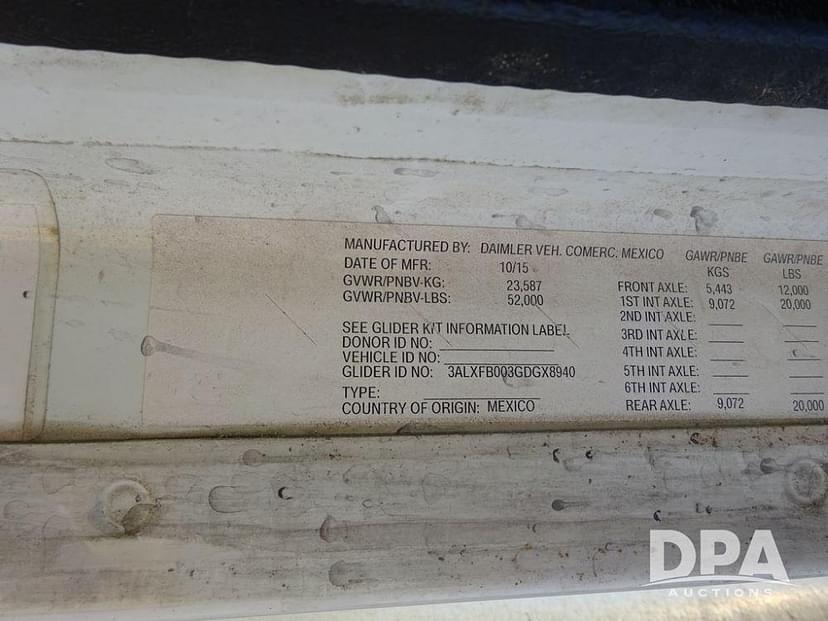 MANUFACTURED BY: DAIMLER VEH. COMERC. MEXICO
DATE OF MFR: 10/15
GVWR/PNBV-KG: 23,587
GVWR/PNBV-LBS: 52,000
SEE GLIDER KIT INFORMATION LABEL
DONOR ID NO:
VEHICLE ID NO:
GLIDER ID NO: 3ALXFB003GDGX8940
TYPE:
COUNTRY OF ORIGIN: MEXICO
GAWR/PNBE GAWR/PNBE
KGS LBS
FRONT AXLE: 5,443 12,000
1ST INT AXLE: 9,072 20,000
2ND INT AXLE:
3RD INT AXLE:
4TH INT AXLE:
5TH INT AXLE:
6TH INT AXLE:
REAR AXLE: 9,072 20,000
DPA
AUCTIONS